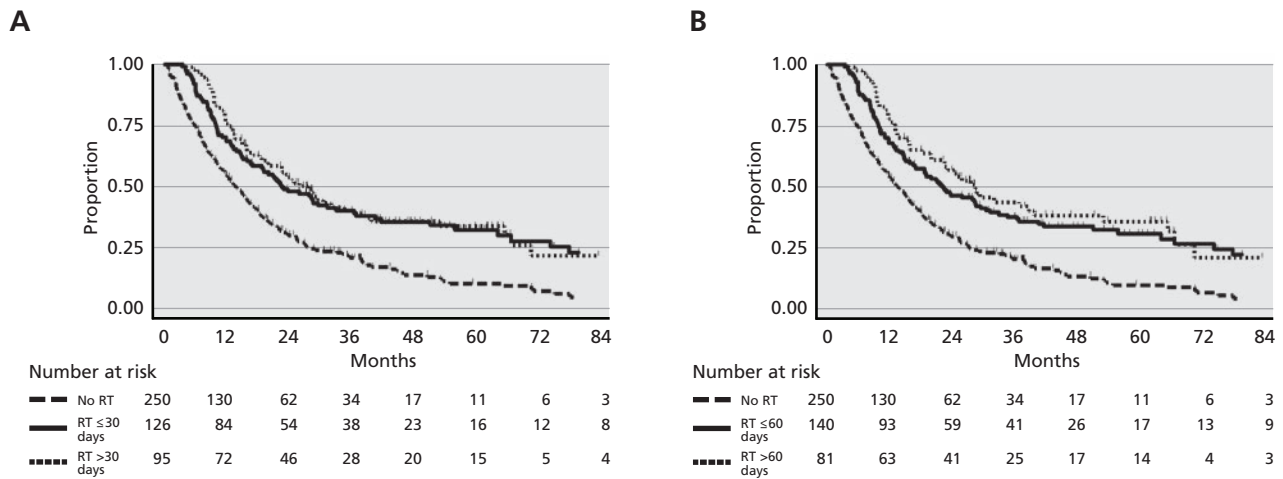 A
1.00
0.75
0.50
0.25
0.00
Proportion
0 12 24 36 48 60 72 84
Months
Number at risk
No RT 250 130 62 34 17 11 6 3
RT ≤30 days 126 84 54 38 23 16 12 8
RT >30 days 95 72 46 28 20 15 5 4
B
1.00
0.75
0.50
0.25
0.00
Proportion
0 12 24 36 48 60 72 84
Months
Number at risk
No RT 250 130 62 34 17 11 6 3
RT ≤60 days 140 93 59 41 26 17 13 9
RT >60 days 81 63 41 25 17 14 4 3